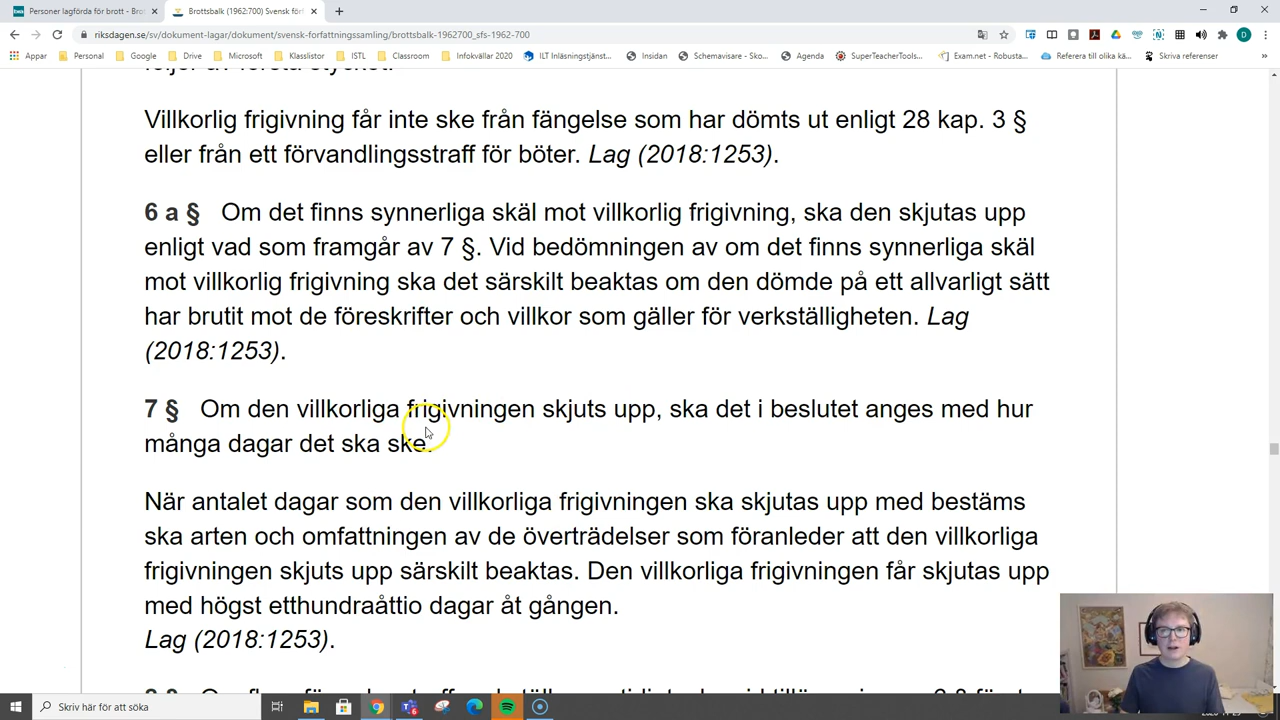 Personer lagförda för brott - Bro
Brottsbalk (1962:700) Svensk för
riksdagen.se/sv/dokument-lagar/dokument/svensk-forfattningssamling/brottsbalk-1962700_sfs-1962-700
Appar Personal Google Drive Microsoft Klasslistor ISTL Classroom Infokvällar 2020 ILT Inläsningstjänst... Insidan Schemavisare - Sko... Agenda SuperTeacherTools... Exam.net - Robusta... Referera till olika kä... Skriva referenser »
Villkorlig frigivning får inte ske från fängelse som har dömts ut enligt 28 kap. 3 §
eller från ett förvandlingsstraff för böter. Lag (2018:1253).
6 a § Om det finns synnerliga skäl mot villkorlig frigivning, ska den skjutas upp
enligt vad som framgår av 7 §. Vid bedömningen av om det finns synnerliga skäl
mot villkorlig frigivning ska det särskilt beaktas om den dömde på ett allvarligt sätt
har brutit mot de föreskrifter och villkor som gäller för verkställigheten. Lag
(2018:1253).
7 § Om den villkorliga frigivningen skjuts upp, ska det i beslutet anges med hur
många dagar det ska ske.
När antalet dagar som den villkorliga frigivningen ska skjutas upp med bestäms
ska arten och omfattningen av de överträdelser som föranleder att den villkorliga
frigivningen skjuts upp särskilt beaktas. Den villkorliga frigivningen får skjutas upp
med högst etthundraåttio dagar åt gången.
Lag (2018:1253).
Skriv här för att söka